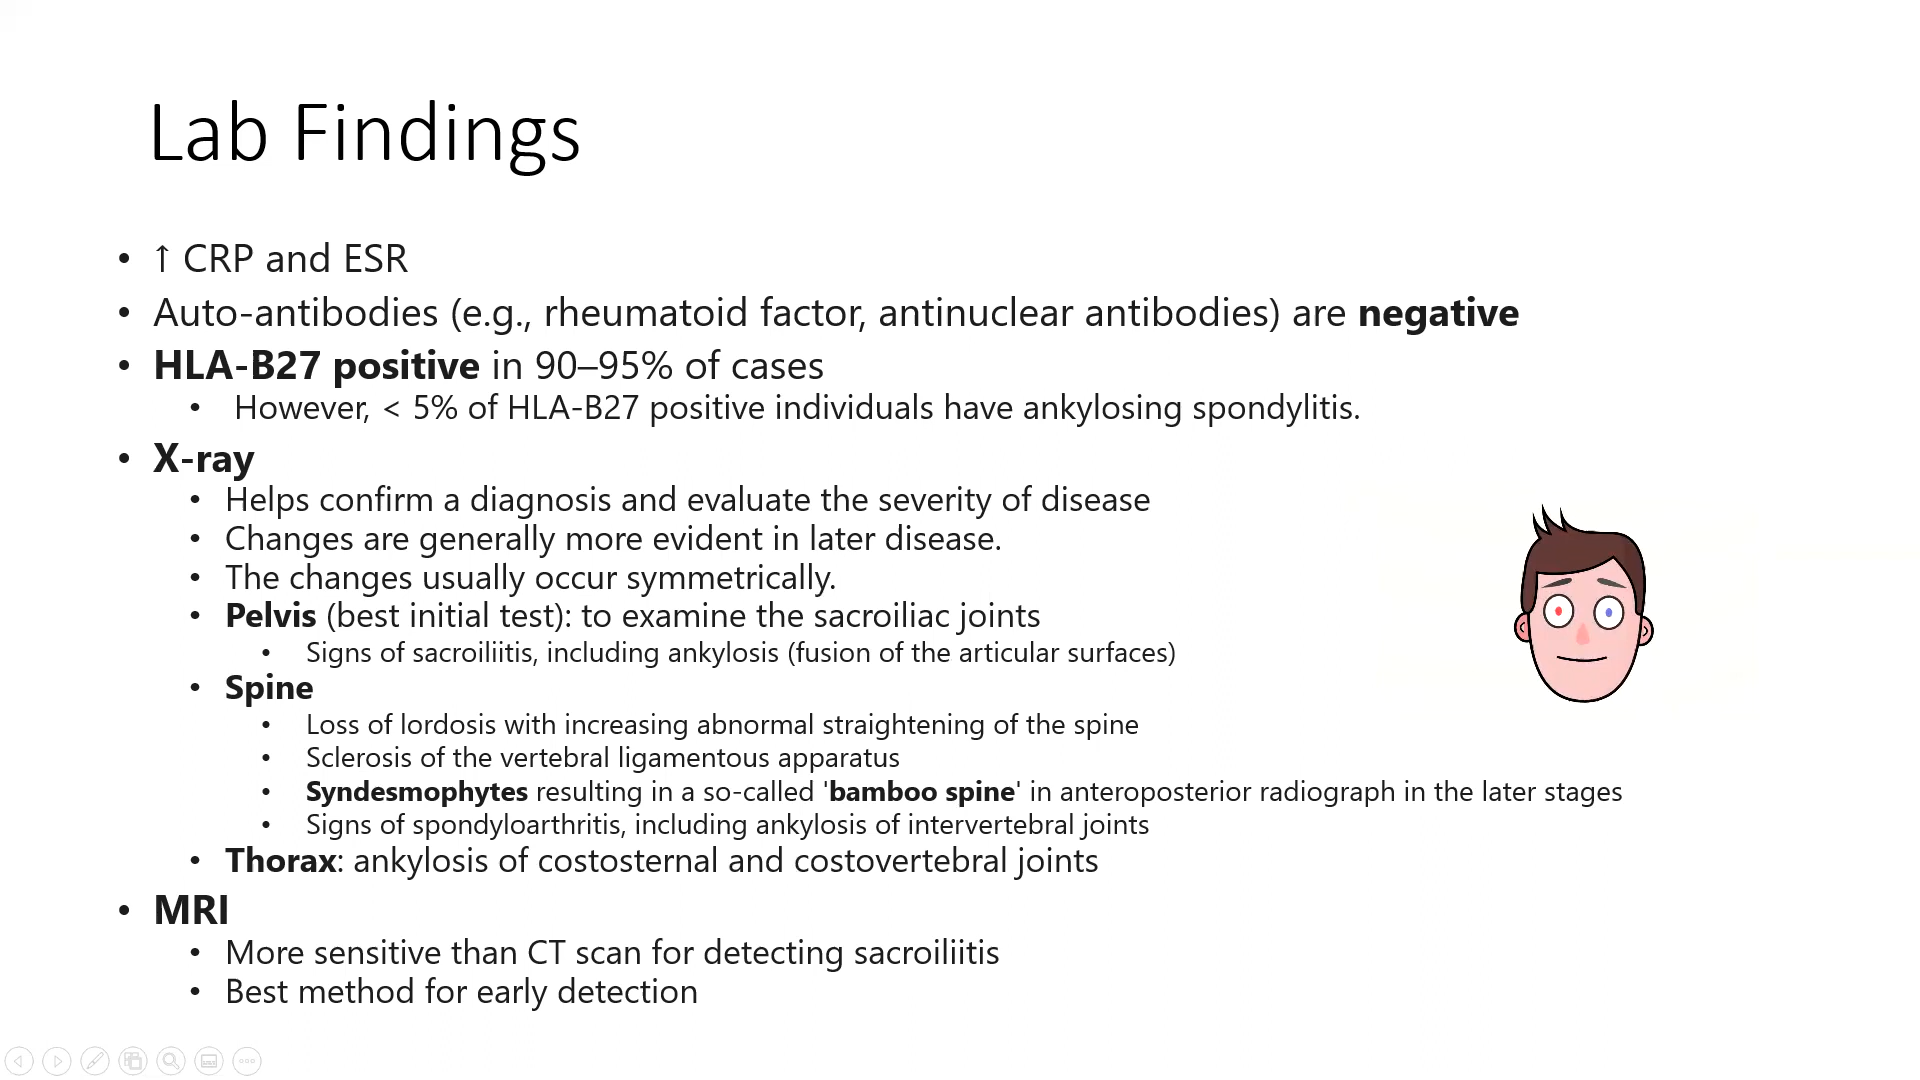 Lab Findings
• ↑ CRP and ESR
• Auto-antibodies (e.g., rheumatoid factor, antinuclear antibodies) are negative
• HLA-B27 positive in 90–95% of cases
• However, < 5% of HLA-B27 positive individuals have ankylosing spondylitis.
• X-ray
• Helps confirm a diagnosis and evaluate the severity of disease
• Changes are generally more evident in later disease.
• The changes usually occur symmetrically.
• Pelvis (best initial test): to examine the sacroiliac joints
• Signs of sacroiliitis, including ankylosis (fusion of the articular surfaces)
• Spine
• Loss of lordosis with increasing abnormal straightening of the spine
• Sclerosis of the vertebral ligamentous apparatus
• Syndesmophytes resulting in a so-called 'bamboo spine' in anteroposterior radiograph in the later stages
• Signs of spondyloarthritis, including ankylosis of intervertebral joints
• Thorax: ankylosis of costosternal and costovertebral joints
• MRI
• More sensitive than CT scan for detecting sacroiliitis
• Best method for early detection